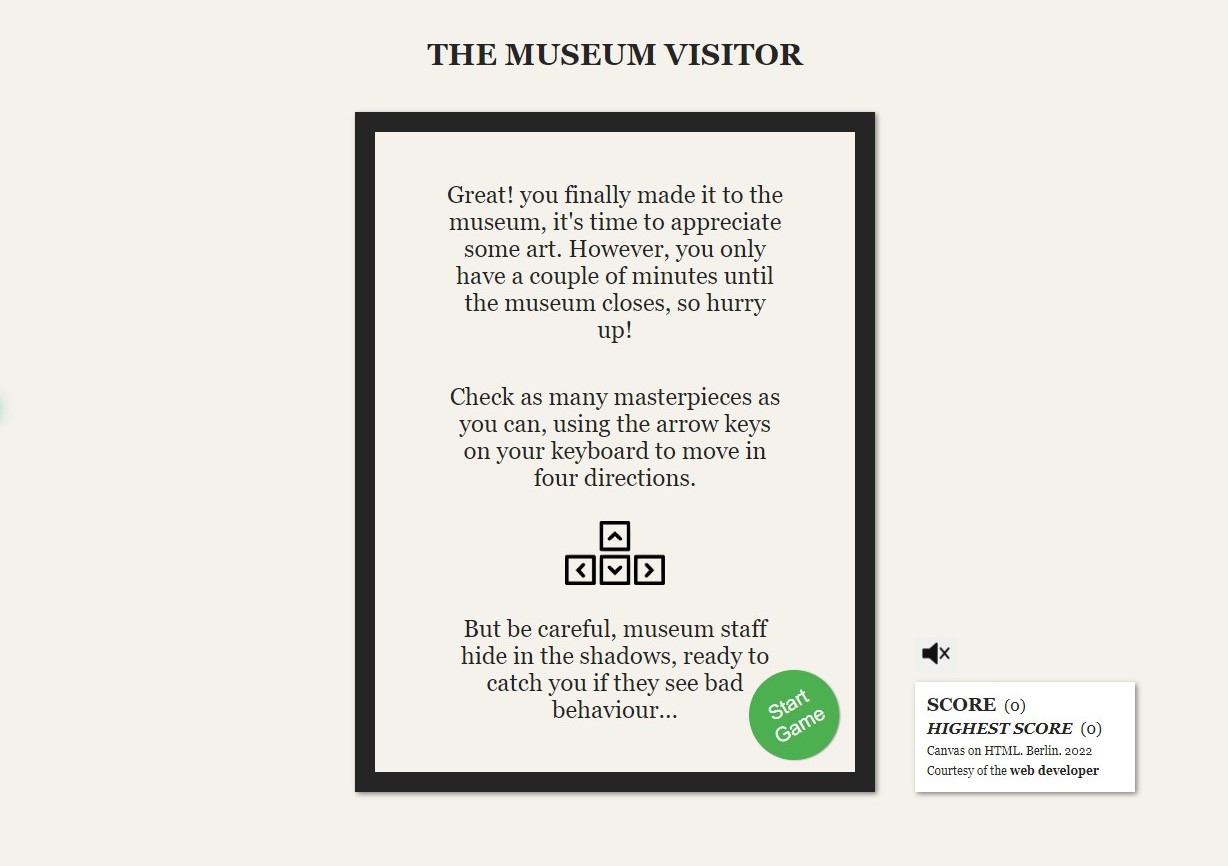 THE MUSEUM VISITOR
Great! you finally made it to the
museum, it's time to appreciate
some art. However, you only
have a couple of minutes until
the museum closes, so hurry
up!
Check as many masterpieces as
you can, using the arrow keys
on your keyboard to move in
four directions.
But be careful, museum staff
hide in the shadows, ready to
catch you if they see bad
behaviour...
Start
Game
SCORE (0)
HIGHEST SCORE (0)
Canvas on HTML. Berlin. 2022
Courtesy of the web developer